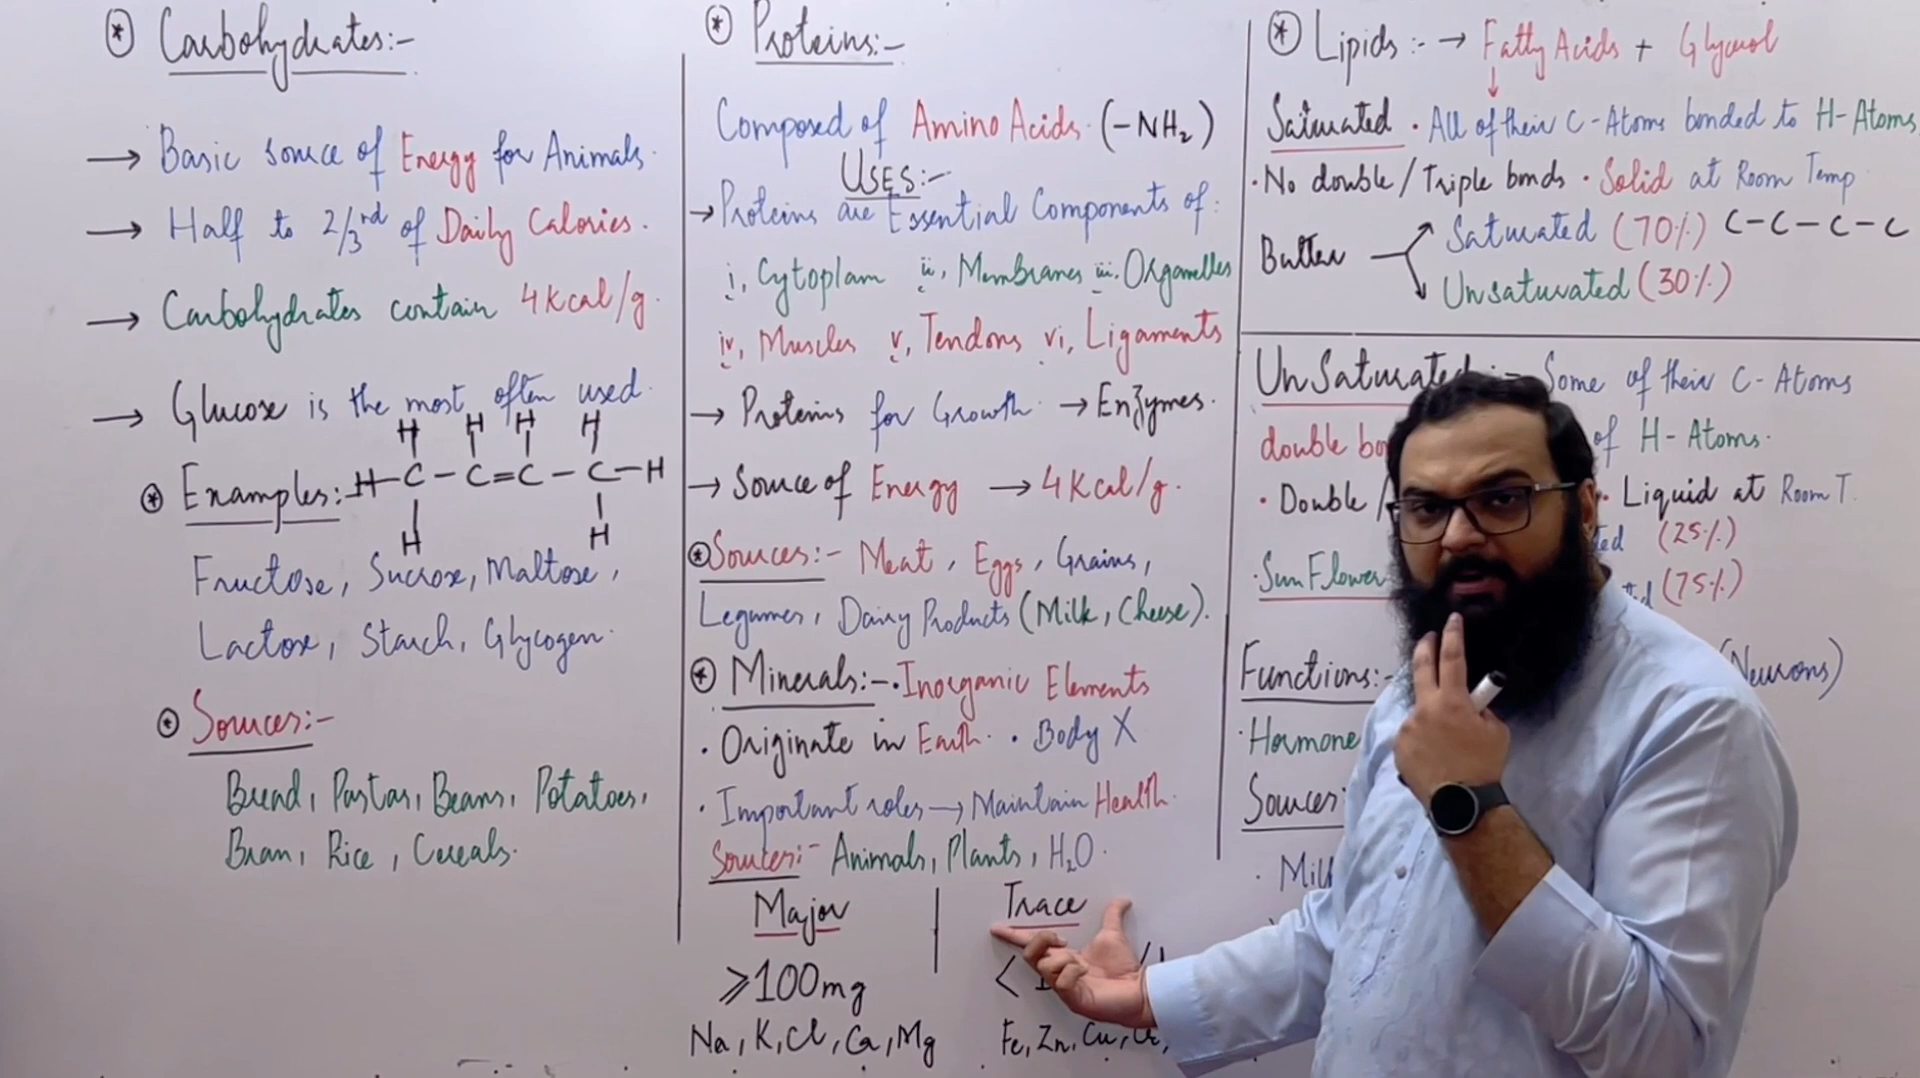 * Carbohydrates:-
→ Basic source of Energy for Animals.
→ Half to 2/3rd of Daily Calories.
→ Carbohydrates contain 4Kcal/g.
→ Glucose is the most often used.
H H H H
* Examples:- H-C-C=C-C-H
H H
Fructose, Sucrose, Maltose,
Lactose, Starch, Glycogen.
* Sources:-
Bread, Pastas, Beans, Potatoes,
Bran, Rice, Cereals.
* Proteins:-
Composed of Amino Acids. (-NH2)
USES:-
→ Proteins are Essential Components of:
i, Cytoplam ii, Membranes iii. Organelles
iv, Muscles v, Tendons vi, Ligaments
→ Proteins for Growth. → Enzymes.
→ Source of Energy → 4Kcal/g.
* Sources:- Meat, Eggs, Grains,
Legumes, Dairy Products (Milk, Cheese).
* Minerals:- . Inorganic Elements
. Originate in Earth. . Body X
. Important roles → Maintain Health.
Sources:- Animals, Plants, H2O.
Major
≥100mg
Na, K, Cl, Ca, Mg
Trace
<
Fe, Zn, Cu, Cr,
* Lipids:- → Fatty Acids + Glycerol
Saturated . All of their C-Atoms bonded to H-Atoms
. No double/Triple bonds . Solid at Room Temp
Butter Saturated (70%) C-C-C-C
Unsaturated (30%)
UnSaturated:- Some of their C-Atoms
double of H-Atoms.
. Double / . Liquid at Room T.
(25%)
. SunFlower (75%)
Functions:- (Neurons)
. Hormone
Sources: